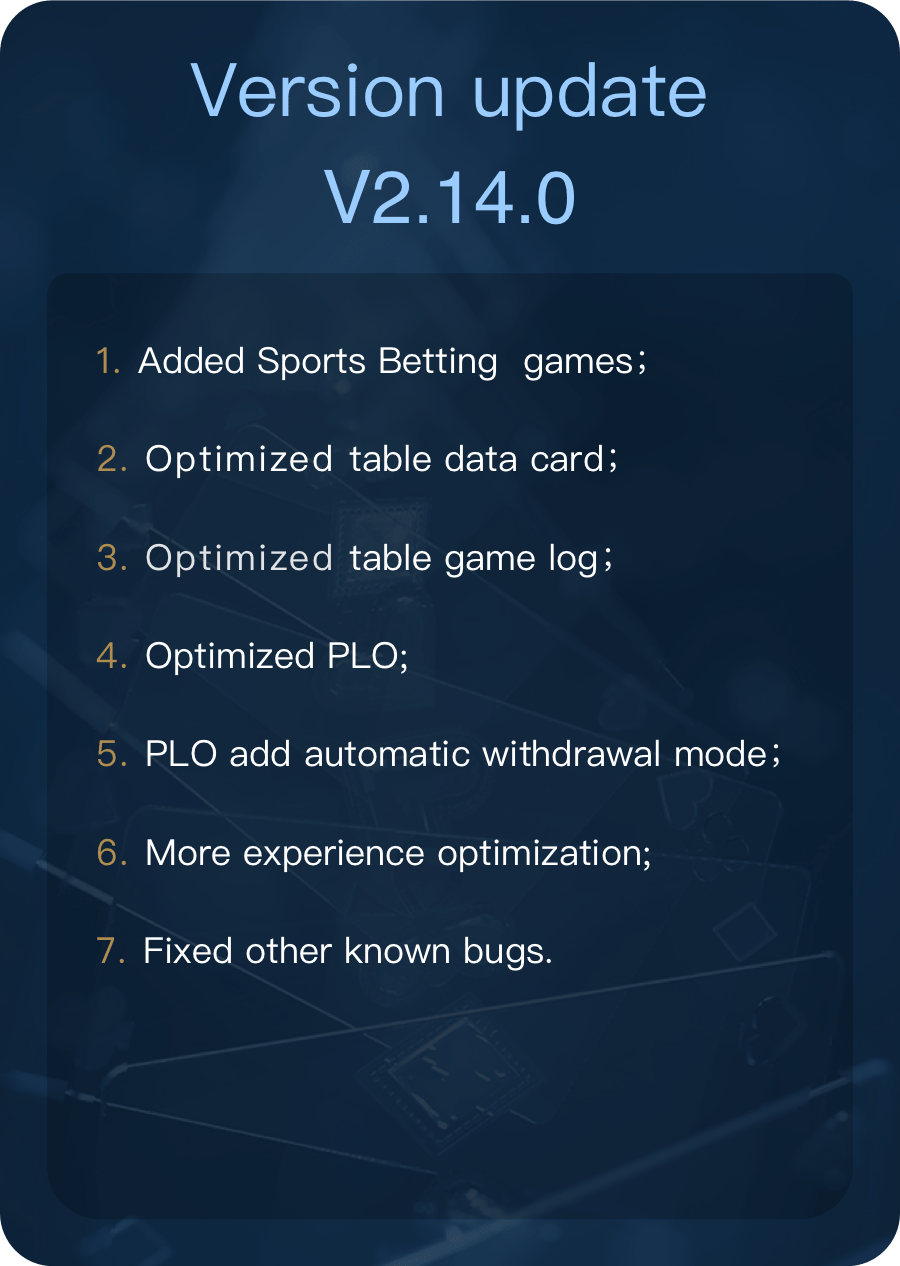 Version update
V2.14.0
1. Added Sports Betting  games;
2. Optimized table data card;
3. Optimized table game log;
4. Optimized PLO;
5. PLO add automatic withdrawal mode;
6. More experience optimization;
7. Fixed other known bugs.